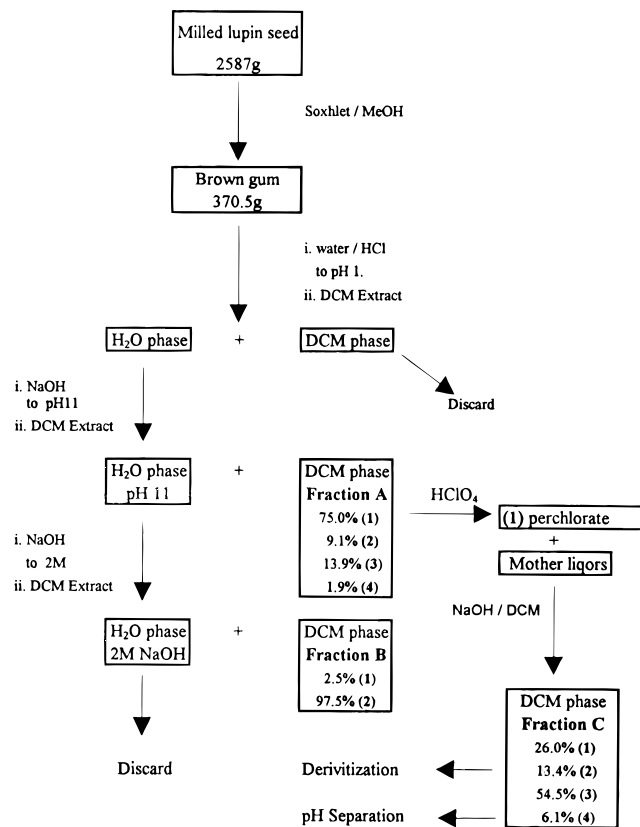 Milled lupin seed
2587g
Soxhlet / MeOH
Brown gum
370.5g
i. water / HCl
to pH 1.
ii. DCM Extract
H₂O phase + DCM phase
Discard
i. NaOH
to pH11
ii. DCM Extract
H₂O phase
pH 11
+
DCM phase
Fraction A
75.0% (1)
9.1% (2)
13.9% (3)
1.9% (4)
HClO₄
(1) perchlorate
+
Mother liqors
i. NaOH
to 2M
ii. DCM Extract
NaOH / DCM
H₂O phase
2M NaOH
+
DCM phase
Fraction B
2.5% (1)
97.5% (2)
DCM phase
Fraction C
26.0% (1)
13.4% (2)
54.5% (3)
6.1% (4)
Discard
Derivitization
pH Separation